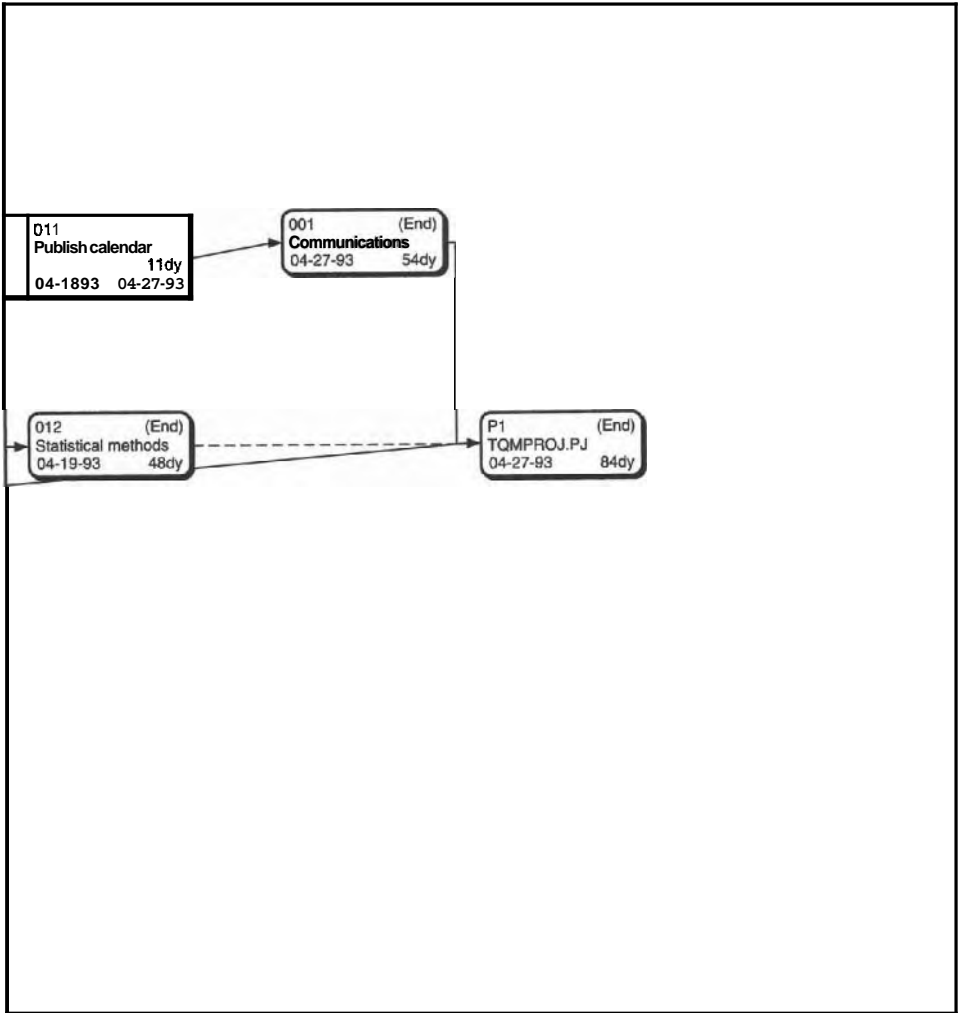 011
Publish calendar
11dy
04-1893 04-27-93
001 (End)
Communications
04-27-93 54dy
012 (End)
Statistical methods
04-19-93 48dy
P1 (End)
TQMPROJ.PJ
04-27-93 84dy